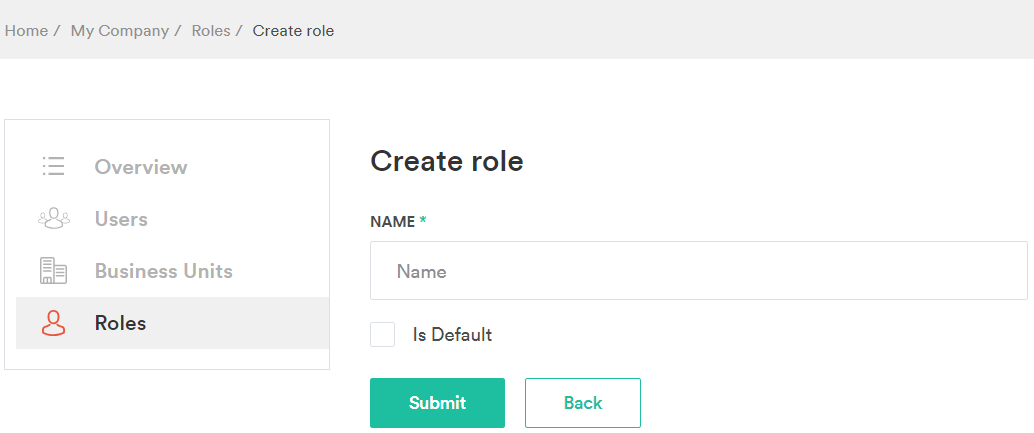 Home / My Company / Roles / Create role
Overview
Users
Business Units
Roles
Create role
NAME *
Name
Is Default
Submit Back